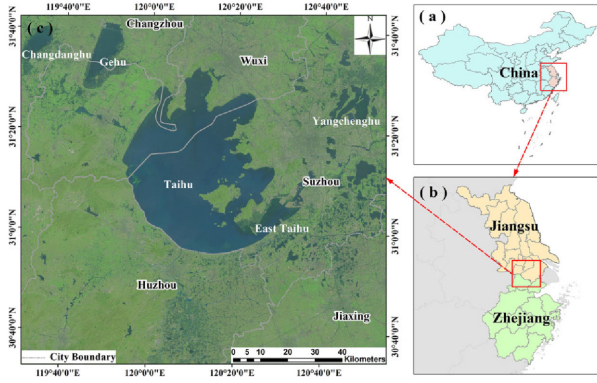 119°40'0"E 120°0'0"E 120°20'0"E 120°40'0"E
( c )
Changzhou
N
Changdanghu
Gehu
Wuxi
Yangchenghu
Taihu
Suzhou
East Taihu
Huzhou
Jiaxing
City Boundary
0 5 10 20 30 40
Kilometers
31°40'0"N
31°20'0"N
31°0'0"N
30°40'0"N
31°40'0"N
31°20'0"N
31°0'0"N
30°40'0"N
119°40'0"E 120°0'0"E 120°20'0"E 120°40'0"E
( a )
China
( b )
Jiangsu
Zhejiang